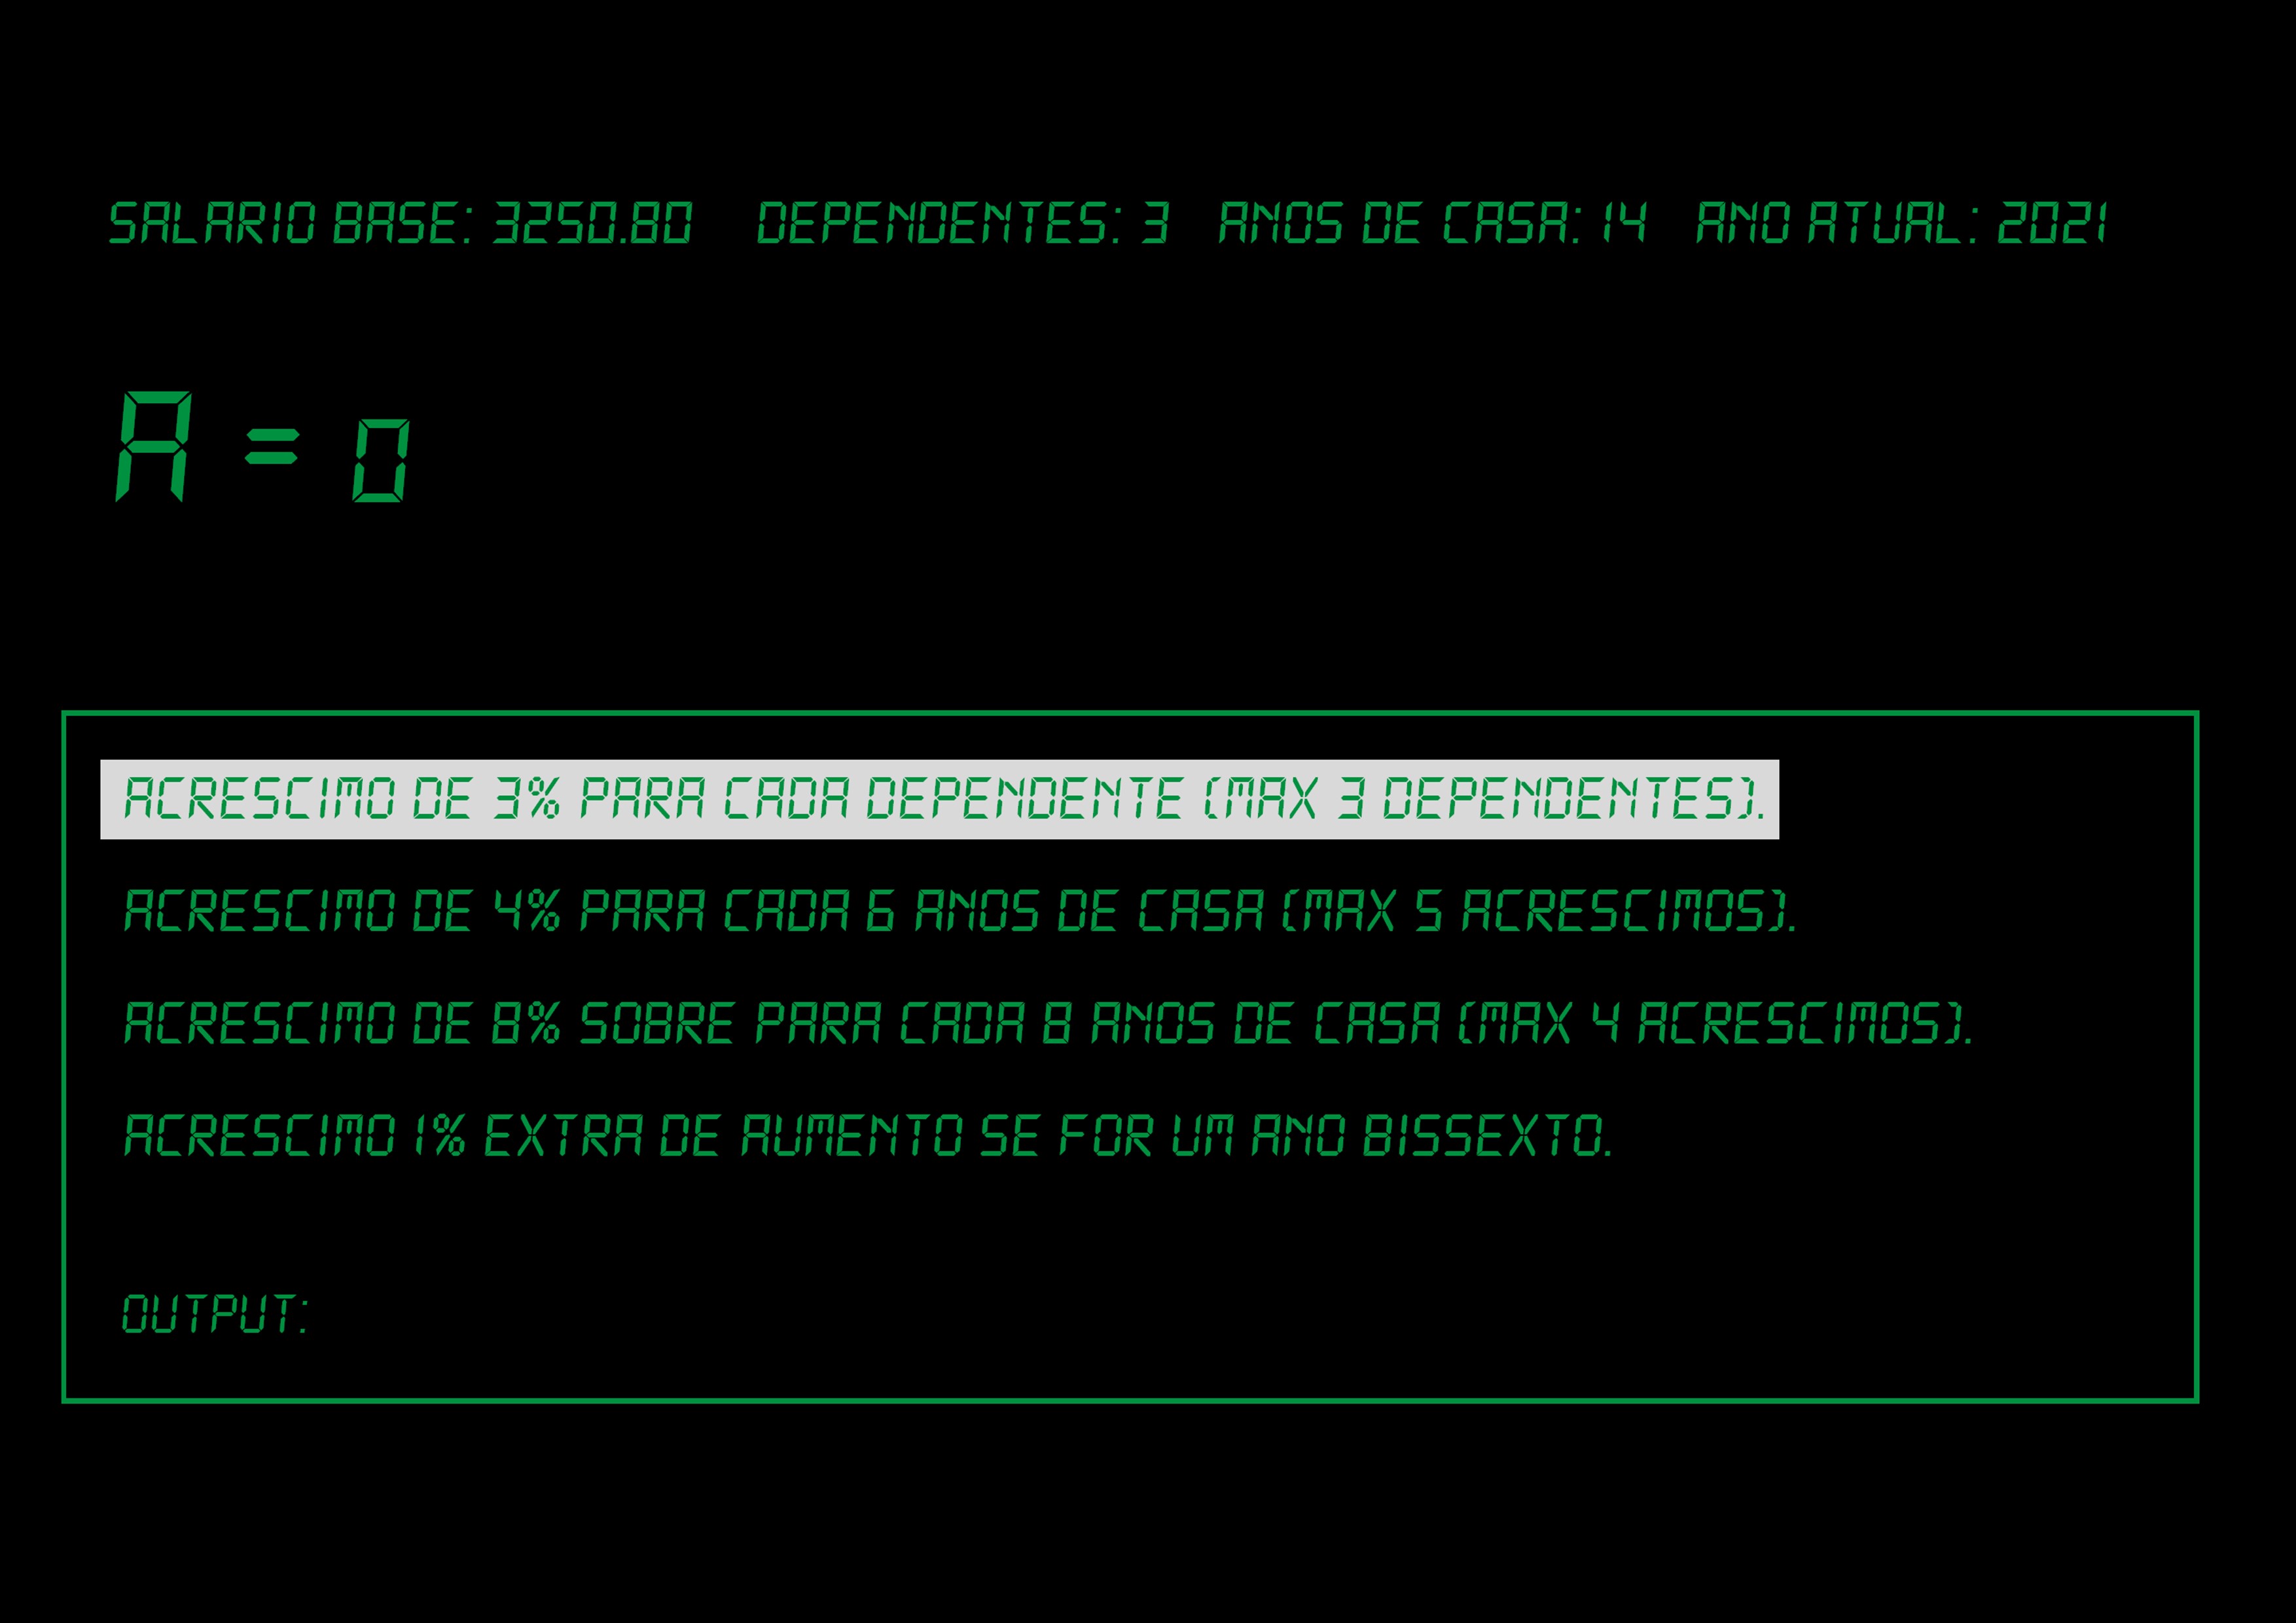 SALARIO BASE: 3250.80 DEPENDENTES: 3 ANOS DE CASA: 14 ANO ATUAL: 2021
A = 0
ACRESCIMO DE 3% PARA CADA DEPENDENTE (MAX 3 DEPENDENTES).
ACRESCIMO DE 4% PARA CADA 6 ANOS DE CASA (MAX 5 ACRESCIMOS).
ACRESCIMO DE 8% SOBRE PARA CADA 8 ANOS DE CASA (MAX 4 ACRESCIMOS).
ACRESCIMO 1% EXTRA DE AUMENTO SE FOR UM ANO BISSEXTO.
OUTPUT: